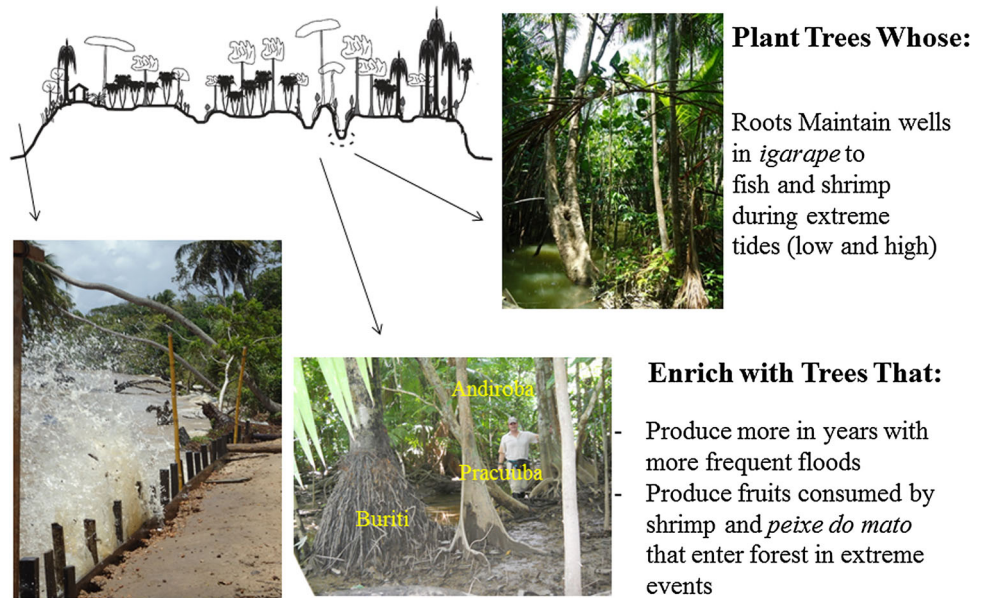 Plant Trees Whose:
Roots Maintain wells
in igarape to
fish and shrimp
during extreme
tides (low and high)
Andiroba
Pracuuba
Buriti
Enrich with Trees That:
- Produce more in years with
more frequent floods
- Produce fruits consumed by
shrimp and peixe do mato
that enter forest in extreme
events